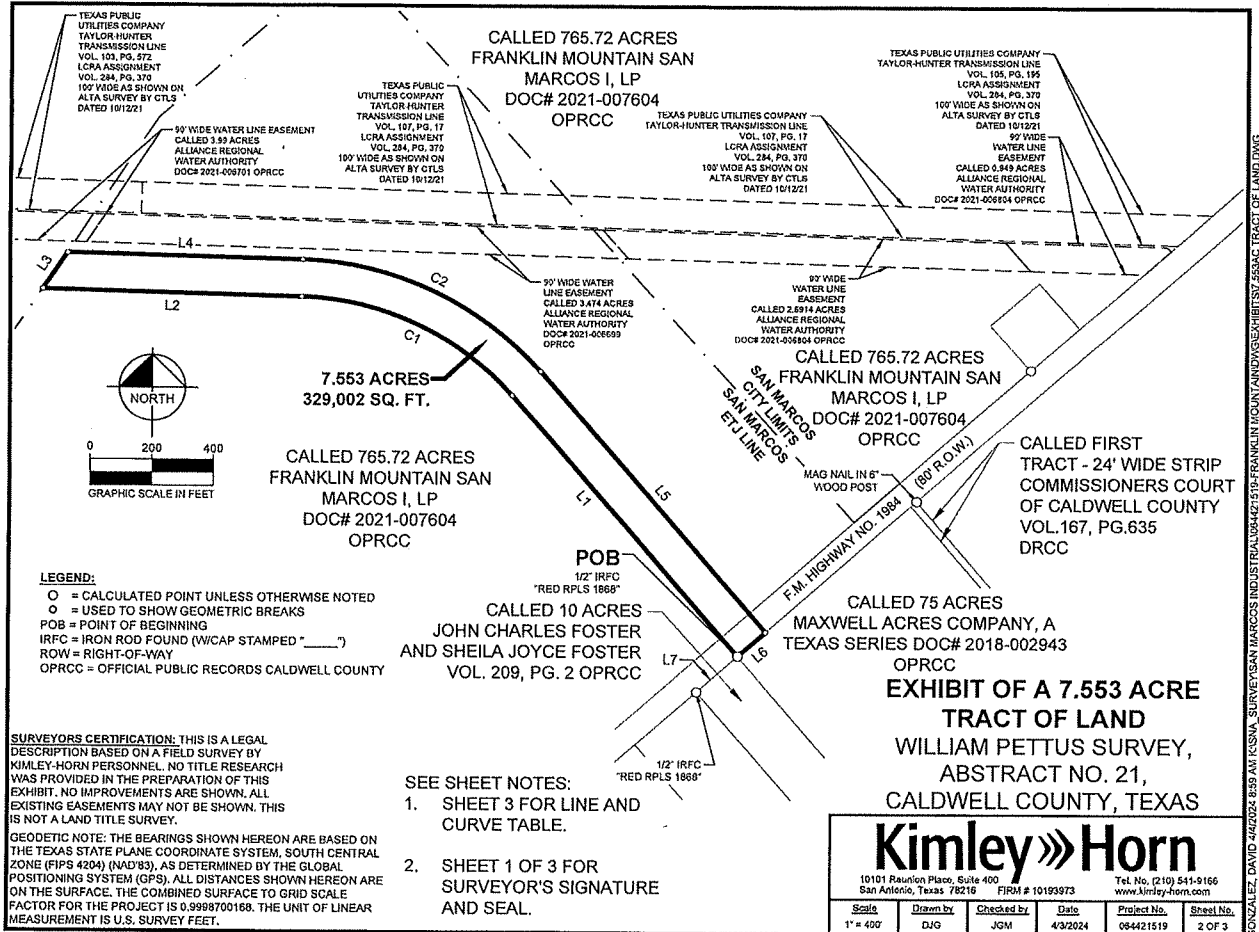 TEXAS PUBLIC
UTILITIES COMPANY
TAYLOR-HUNTER
TRANSMISSION LINE
VOL. 103, PG. 572
LCRA ASSIGNMENT
VOL. 284, PG. 370
100' WIDE AS SHOWN ON
ALTA SURVEY BY CTLS
DATED 10/12/21
90' WIDE WATER LINE EASEMENT
CALLED 3.99 ACRES
ALLIANCE REGIONAL
WATER AUTHORITY
DOC# 2021-006701 OPRCC
TEXAS PUBLIC
UTILITIES COMPANY
TAYLOR-HUNTER
TRANSMISSION LINE
VOL. 107, PG. 17
LCRA ASSIGNMENT
VOL. 284, PG. 370
100' WIDE AS SHOWN ON
ALTA SURVEY BY CTLS
DATED 10/12/21
CALLED 765.72 ACRES
FRANKLIN MOUNTAIN SAN
MARCOS I, LP
DOC# 2021-007604
OPRCC
TEXAS PUBLIC UTILITIES COMPANY
TAYLOR-HUNTER TRANSMISSION LINE
VOL. 107, PG. 17
LCRA ASSIGNMENT
VOL. 284, PG. 370
100' WIDE AS SHOWN ON
ALTA SURVEY BY CTLS
DATED 10/12/21
TEXAS PUBLIC UTILITIES COMPANY
TAYLOR-HUNTER TRANSMISSION LINE
VOL. 105, PG. 195
LCRA ASSIGNMENT
VOL. 284, PG. 370
100' WIDE AS SHOWN ON
ALTA SURVEY BY CTLS
DATED 10/12/21
90' WIDE
WATER LINE
EASEMENT
CALLED 0.949 ACRES
ALLIANCE REGIONAL
WATER AUTHORITY
DOC# 2021-006804 OPRCC
L4
L3
L2
C2
C1
90' WIDE WATER
LINE EASEMENT
CALLED 3.474 ACRES
ALLIANCE REGIONAL
WATER AUTHORITY
DOC# 2021-006699
OPRCC
90' WIDE
WATER LINE
EASEMENT
CALLED 2.5914 ACRES
ALLIANCE REGIONAL
WATER AUTHORITY
DOC# 2021-006804 OPRCC
7.553 ACRES
329,002 SQ. FT.
NORTH
0 200 400
GRAPHIC SCALE IN FEET
CALLED 765.72 ACRES
FRANKLIN MOUNTAIN SAN
MARCOS I, LP
DOC# 2021-007604
OPRCC
SAN MARCOS
CITY LIMITS
SAN MARCOS
ETJ LINE
CALLED 765.72 ACRES
FRANKLIN MOUNTAIN SAN
MARCOS I, LP
DOC# 2021-007604
OPRCC
L1
L5
MAG NAIL IN 6"
WOOD POST
F.M. HIGHWAY NO. 1984 (80' R.O.W.)
CALLED FIRST
TRACT - 24' WIDE STRIP
COMMISSIONERS COURT
OF CALDWELL COUNTY
VOL.167, PG.635
DRCC
POB
1/2" IRFC
"RED RPLS 1868"
CALLED 10 ACRES
JOHN CHARLES FOSTER
AND SHEILA JOYCE FOSTER
VOL. 209, PG. 2 OPRCC
L7
L6
1/2" IRFC
"RED RPLS 1868"
CALLED 75 ACRES
MAXWELL ACRES COMPANY, A
TEXAS SERIES DOC# 2018-002943
OPRCC
LEGEND:
O = CALCULATED POINT UNLESS OTHERWISE NOTED
o = USED TO SHOW GEOMETRIC BREAKS
POB = POINT OF BEGINNING
IRFC = IRON ROD FOUND (W/CAP STAMPED "_____")
ROW = RIGHT-OF-WAY
OPRCC = OFFICIAL PUBLIC RECORDS CALDWELL COUNTY
SURVEYORS CERTIFICATION: THIS IS A LEGAL
DESCRIPTION BASED ON A FIELD SURVEY BY
KIMLEY-HORN PERSONNEL. NO TITLE RESEARCH
WAS PROVIDED IN THE PREPARATION OF THIS
EXHIBIT. NO IMPROVEMENTS ARE SHOWN. ALL
EXISTING EASEMENTS MAY NOT BE SHOWN. THIS
IS NOT A LAND TITLE SURVEY.
GEODETIC NOTE: THE BEARINGS SHOWN HEREON ARE BASED ON
THE TEXAS STATE PLANE COORDINATE SYSTEM, SOUTH CENTRAL
ZONE (FIPS 4204) (NAD'83), AS DETERMINED BY THE GLOBAL
POSITIONING SYSTEM (GPS). ALL DISTANCES SHOWN HEREON ARE
ON THE SURFACE. THE COMBINED SURFACE TO GRID SCALE
FACTOR FOR THE PROJECT IS 0.9998700168. THE UNIT OF LINEAR
MEASUREMENT IS U.S. SURVEY FEET.
SEE SHEET NOTES:
1. SHEET 3 FOR LINE AND
CURVE TABLE.
2. SHEET 1 OF 3 FOR
SURVEYOR'S SIGNATURE
AND SEAL.
EXHIBIT OF A 7.553 ACRE
TRACT OF LAND
WILLIAM PETTUS SURVEY,
ABSTRACT NO. 21,
CALDWELL COUNTY, TEXAS
Kimley»Horn
10101 Reunion Place, Suite 400
San Antonio, Texas 78216 FIRM # 10193973
Tel. No. (210) 541-9166
www.kimley-horn.com
Scale Drawn by Checked by Date Project No. Sheet No.
1" = 400' DJG JGM 4/3/2024 064421519 2 OF 3
GONZALEZ, DAVID 4/4/2024 8:59 AM K:\SNA_SURVEY\SAN MARCOS INDUSTRIAL\064421519-FRANKLIN MOUNTAIN\DWG\EXHIBITS\7.553AC TRACT OF LAND.DWG